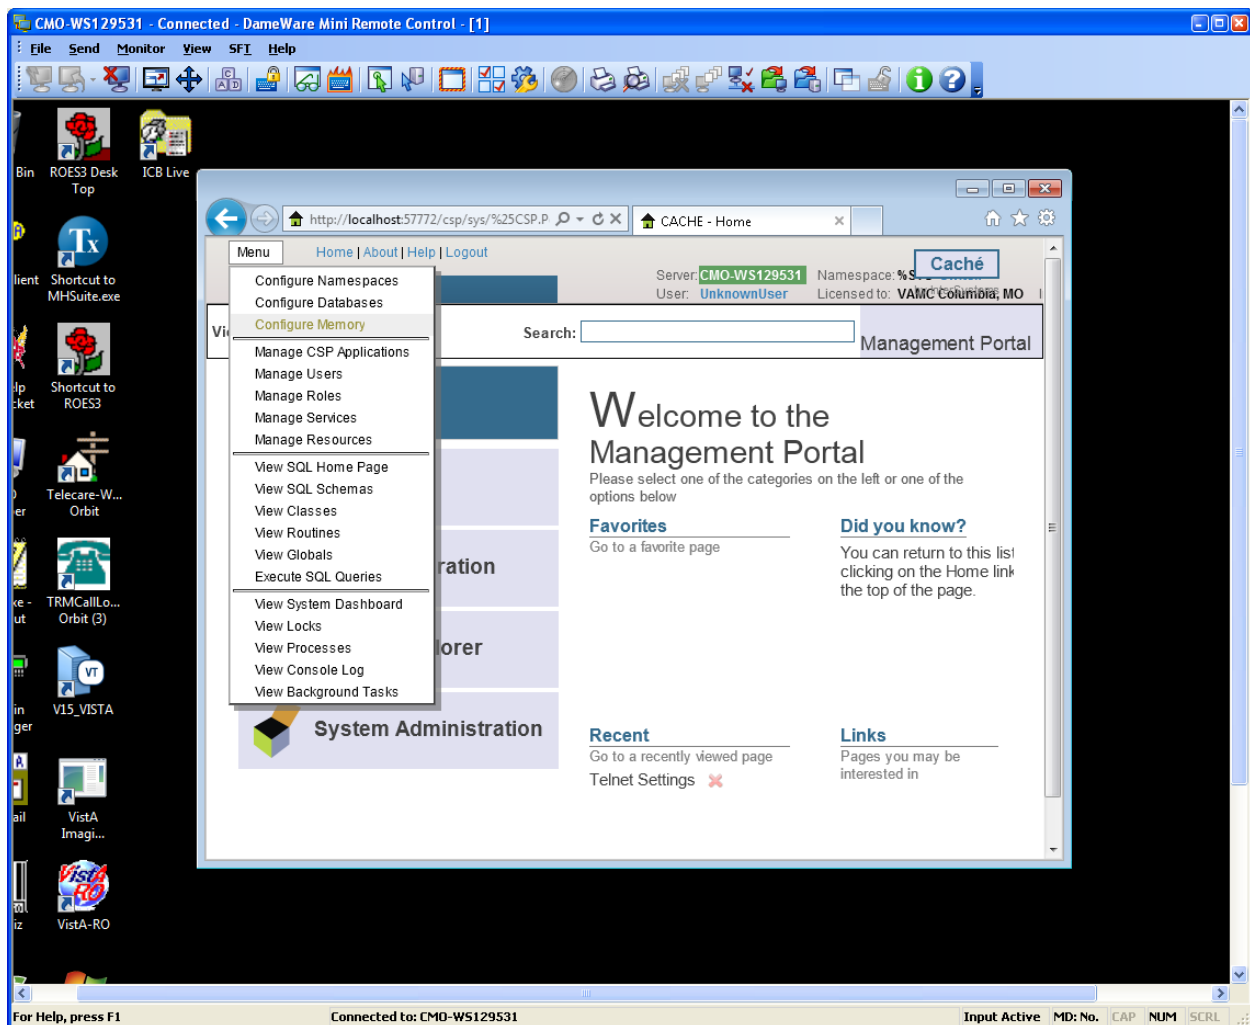 CMO-WS129531 - Connected - DameWare Mini Remote Control - [1]
File Send Monitor View SFT Help
Bin
ROES3 Desk
Top
ICB Live
http://localhost:57772/csp/sys/%25CSP.P
CACHE - Home
Menu
Home | About | Help | Logout
Caché
Server: CMO-WS129531
Namespace:
User: UnknownUser
Licensed to: VAMC Columbia, MO
Configure Namespaces
Configure Databases
Configure Memory
Manage CSP Applications
Manage Users
Manage Roles
Manage Services
Manage Resources
View SQL Home Page
View SQL Schemas
View Classes
View Routines
View Globals
Execute SQL Queries
View System Dashboard
View Locks
View Processes
View Console Log
View Background Tasks
Search:
Management Portal
ration
lorer
System Administration
Welcome to the
Management Portal
Please select one of the categories on the left or one of the
options below
Favorites
Go to a favorite page
Did you know?
You can return to this list
clicking on the Home link
the top of the page.
Recent
Go to a recently viewed page
Telnet Settings
Links
Pages you may be
interested in
lient
Shortcut to
MHSuite.exe
Shortcut to
ROES3
Telecare-W...
Orbit
TRMCallLo...
Orbit (3)
V15_VISTA
VistA
Imagi...
VistA-RO
For Help, press F1
Connected to: CMO-WS129531
Input Active MD: No. CAP NUM SCRL